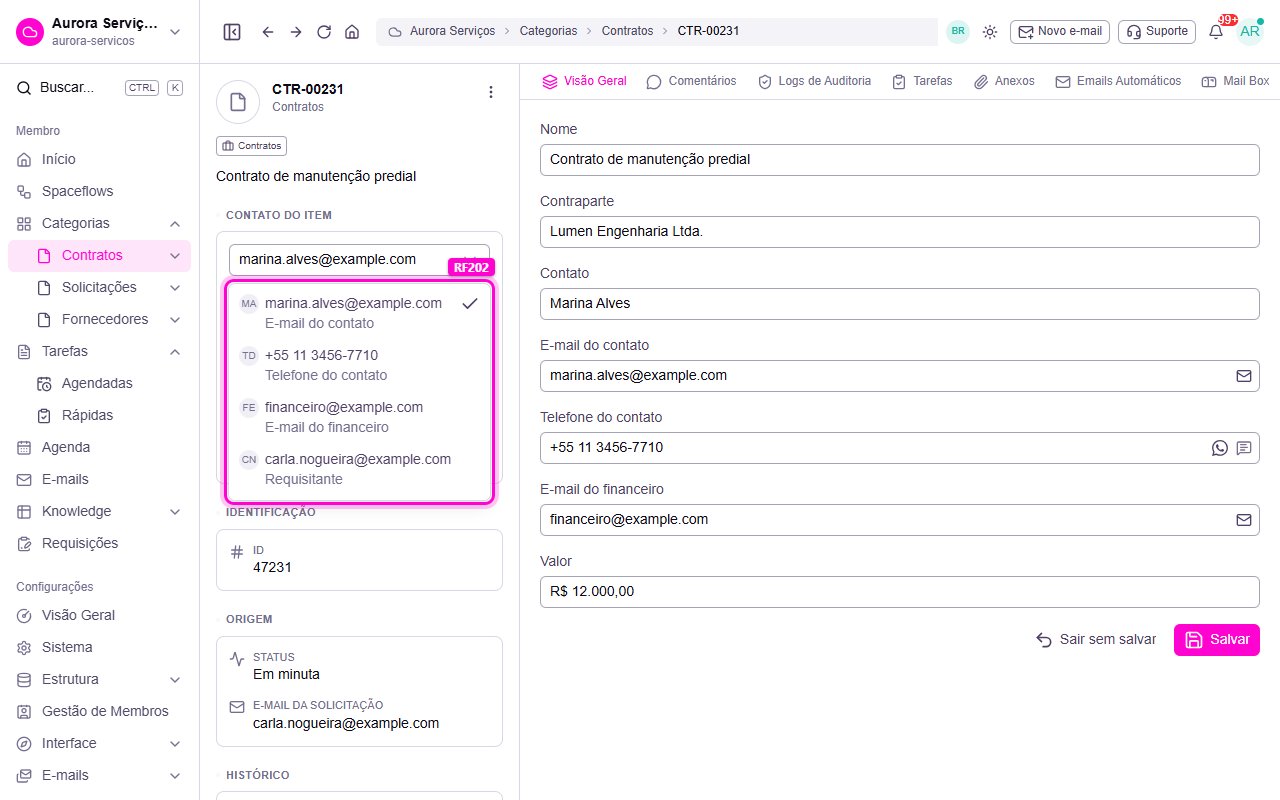 Aurora Serviç...
aurora-servicos
Buscar...
CTRL
K
Membro
Início
Spaceflows
Categorias
Contratos
Solicitações
Fornecedores
Tarefas
Agendadas
Rápidas
Agenda
E-mails
Knowledge
Requisições
Configurações
Visão Geral
Sistema
Estrutura
Gestão de Membros
Interface
E-mails
Aurora Serviços
Categorias
Contratos
CTR-00231
BR
Novo e-mail
Suporte
99+
AR
CTR-00231
Contratos
Contratos
Contrato de manutenção predial
CONTATO DO ITEM
marina.alves@example.com
RF202
MA
marina.alves@example.com
E-mail do contato
TD
+55 11 3456-7710
Telefone do contato
FE
financeiro@example.com
E-mail do financeiro
CN
carla.nogueira@example.com
Requisitante
IDENTIFICAÇÃO
ID
47231
ORIGEM
STATUS
Em minuta
E-MAIL DA SOLICITAÇÃO
carla.nogueira@example.com
HISTÓRICO
Visão Geral
Comentários
Logs de Auditoria
Tarefas
Anexos
Emails Automáticos
Mail Box
Nome
Contrato de manutenção predial
Contraparte
Lumen Engenharia Ltda.
Contato
Marina Alves
E-mail do contato
marina.alves@example.com
Telefone do contato
+55 11 3456-7710
E-mail do financeiro
financeiro@example.com
Valor
R$ 12.000,00
Sair sem salvar
Salvar